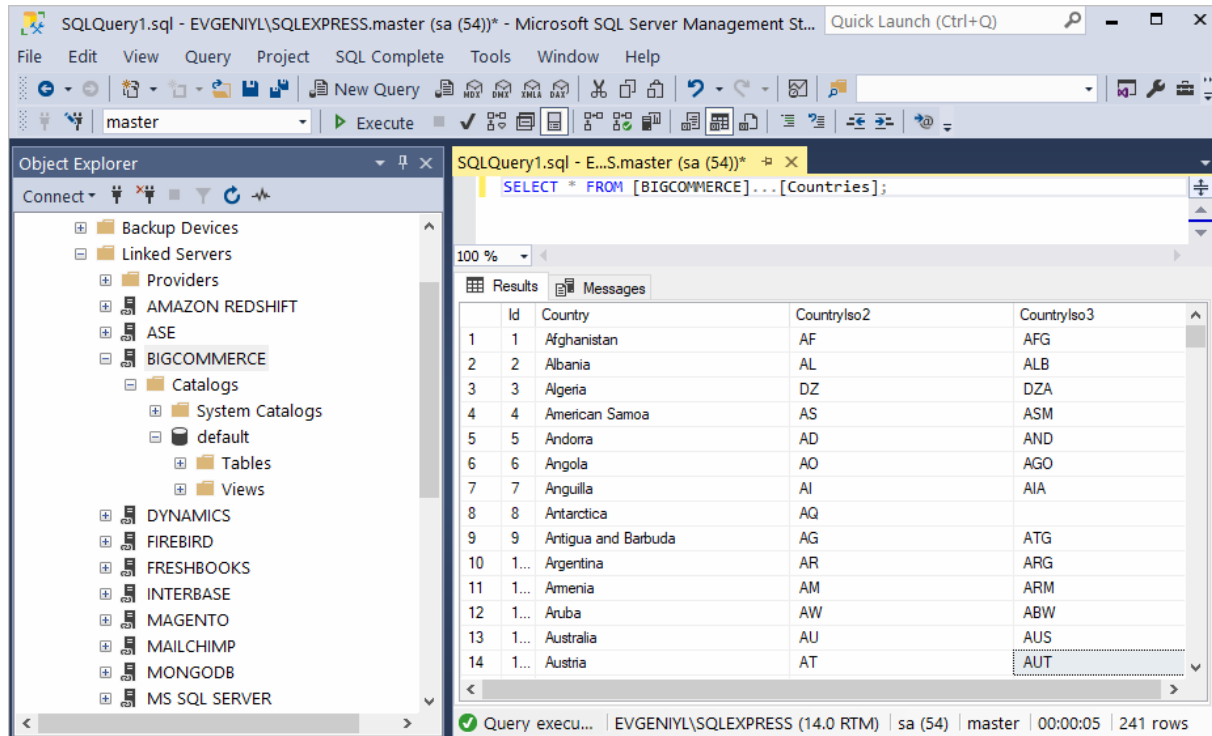 SQLQuery1.sql - EVGENIYL\SQLEXPRESS.master (sa (54))* - Microsoft SQL Server Management St...
Quick Launch (Ctrl+Q)
File Edit View Query Project SQL Complete Tools Window Help
New Query MDX DMX XMLA DAX
master Execute
Object Explorer
Connect
Backup Devices
Linked Servers
Providers
AMAZON REDSHIFT
ASE
BIGCOMMERCE
Catalogs
System Catalogs
default
Tables
Views
DYNAMICS
FIREBIRD
FRESHBOOKS
INTERBASE
MAGENTO
MAILCHIMP
MONGODB
MS SQL SERVER
SQLQuery1.sql - E...S.master (sa (54))*
SELECT * FROM [BIGCOMMERCE]...[Countries];
100 %
Results Messages
Id Country CountryIso2 CountryIso3
1 1 Afghanistan AF AFG
2 2 Albania AL ALB
3 3 Algeria DZ DZA
4 4 American Samoa AS ASM
5 5 Andorra AD AND
6 6 Angola AO AGO
7 7 Anguilla AI AIA
8 8 Antarctica AQ
9 9 Antigua and Barbuda AG ATG
10 1... Argentina AR ARG
11 1... Armenia AM ARM
12 1... Aruba AW ABW
13 1... Australia AU AUS
14 1... Austria AT AUT
Query execu... EVGENIYL\SQLEXPRESS (14.0 RTM) sa (54) master 00:00:05 241 rows